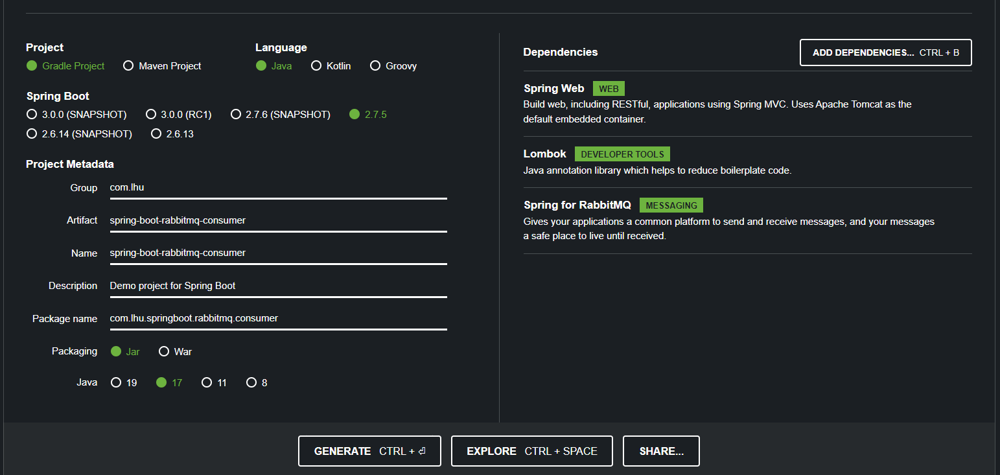 Project
Gradle Project Maven Project
Language
Java Kotlin Groovy
Spring Boot
3.0.0 (SNAPSHOT) 3.0.0 (RC1) 2.7.6 (SNAPSHOT) 2.7.5
2.6.14 (SNAPSHOT) 2.6.13
Project Metadata
Group com.lhu
Artifact spring-boot-rabbitmq-consumer
Name spring-boot-rabbitmq-consumer
Description Demo project for Spring Boot
Package name com.lhu.springboot.rabbitmq.consumer
Packaging Jar War
Java 19 17 11 8
Dependencies ADD DEPENDENCIES... CTRL + B
Spring Web WEB
Build web, including RESTful, applications using Spring MVC. Uses Apache Tomcat as the
default embedded container.
Lombok DEVELOPER TOOLS
Java annotation library which helps to reduce boilerplate code.
Spring for RabbitMQ MESSAGING
Gives your applications a common platform to send and receive messages, and your messages
a safe place to live until received.
GENERATE CTRL + ⏎ EXPLORE CTRL + SPACE SHARE...